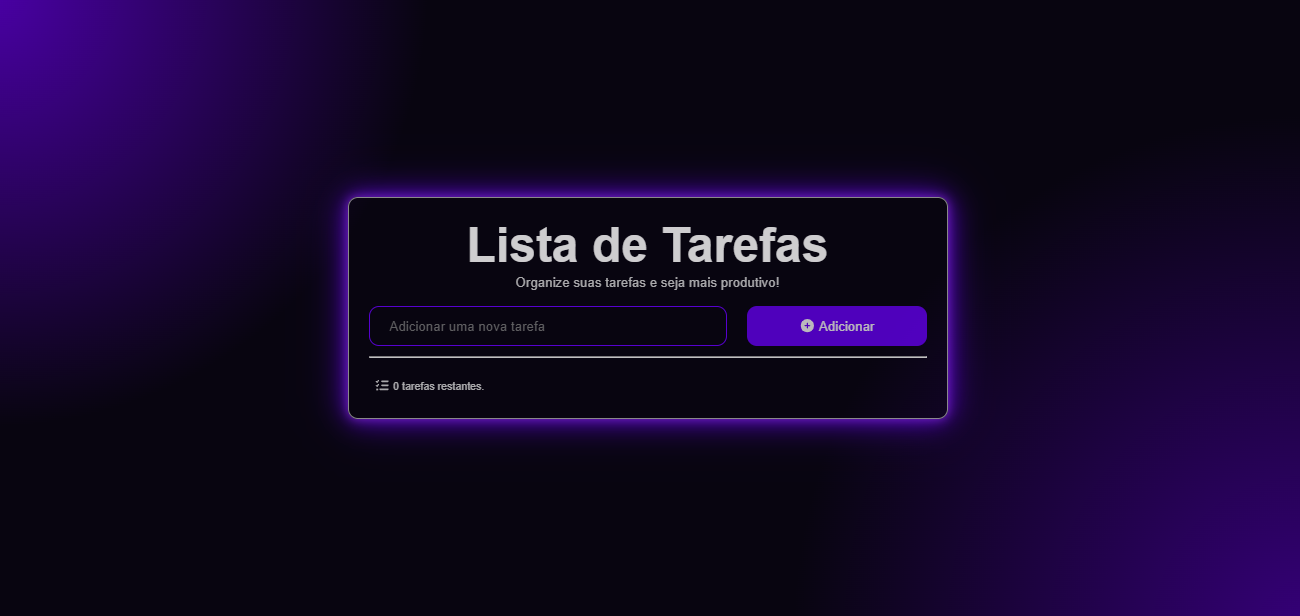 Lista de Tarefas
Organize suas tarefas e seja mais produtivo!
Adicionar uma nova tarefa
Adicionar
0 tarefas restantes.